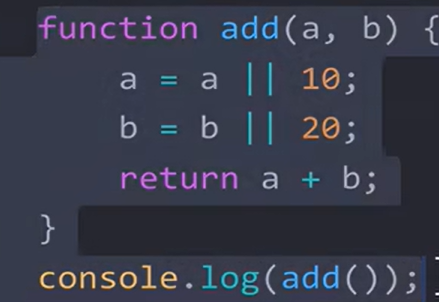 function add(a, b) {
    a = a || 10;
    b = b || 20;
    return a + b;
}
console.log(add());